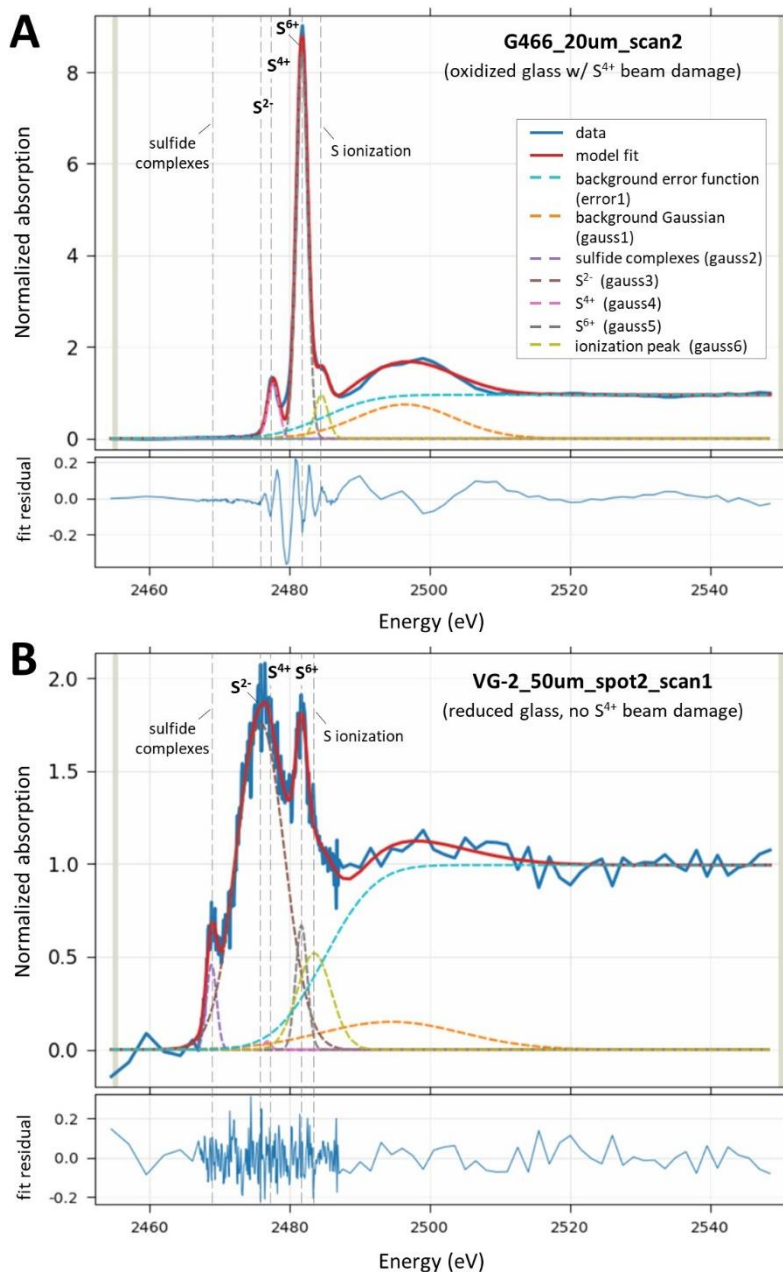 A
G466_20um_scan2
(oxidized glass w/ S⁴⁺ beam damage)
S⁶⁺
S⁴⁺
S²⁻
sulfide
complexes
S ionization
data
model fit
background error function
(error1)
background Gaussian
(gauss1)
sulfide complexes (gauss2)
S²⁻ (gauss3)
S⁴⁺ (gauss4)
S⁶⁺ (gauss5)
ionization peak (gauss6)
Normalized absorption
8
6
4
2
0
fit residual
0.2
0.0
-0.2
2460 2480 2500 2520 2540
Energy (eV)
B
VG-2_50um_spot2_scan1
(reduced glass, no S⁴⁺ beam damage)
S²⁻
S⁴⁺
S⁶⁺
sulfide
complexes
S ionization
Normalized absorption
2.0
1.5
1.0
0.5
0.0
fit residual
0.2
0.0
-0.2
2460 2480 2500 2520 2540
Energy (eV)